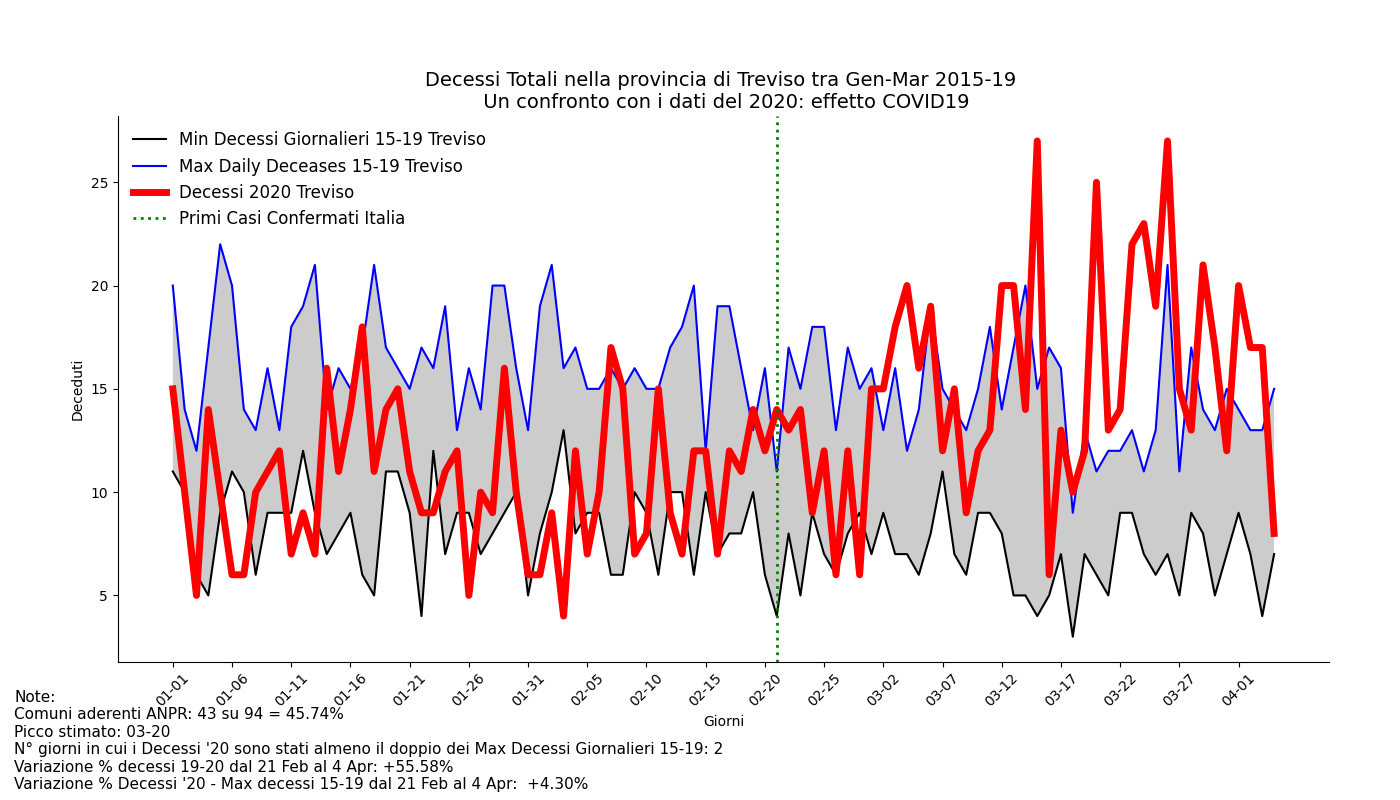 Decessi Totali nella provincia di Treviso tra Gen-Mar 2015-19
Un confronto con i dati del 2020: effetto COVID19
Min Decessi Giornalieri 15-19 Treviso
Max Daily Deceases 15-19 Treviso
Decessi 2020 Treviso
Primi Casi Confermati Italia
Deceduti
25
20
15
10
5
01-01
01-06
01-11
01-16
01-21
01-26
01-31
02-05
02-10
02-15
02-20
02-25
03-02
03-07
03-12
03-17
03-22
03-27
04-01
Giorni
Note:
Comuni aderenti ANPR: 43 su 94 = 45.74%
Picco stimato: 03-20
N° giorni in cui i Decessi '20 sono stati almeno il doppio dei Max Decessi Giornalieri 15-19: 2
Variazione % decessi 19-20 dal 21 Feb al 4 Apr: +55.58%
Variazione % Decessi '20 - Max decessi 15-19 dal 21 Feb al 4 Apr:  +4.30%